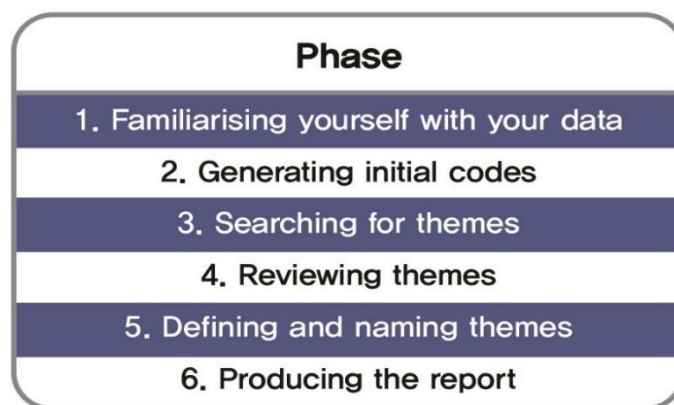 Phase
1. Familiarising yourself with your data
2. Generating initial codes
3. Searching for themes
4. Reviewing themes
5. Defining and naming themes
6. Producing the report